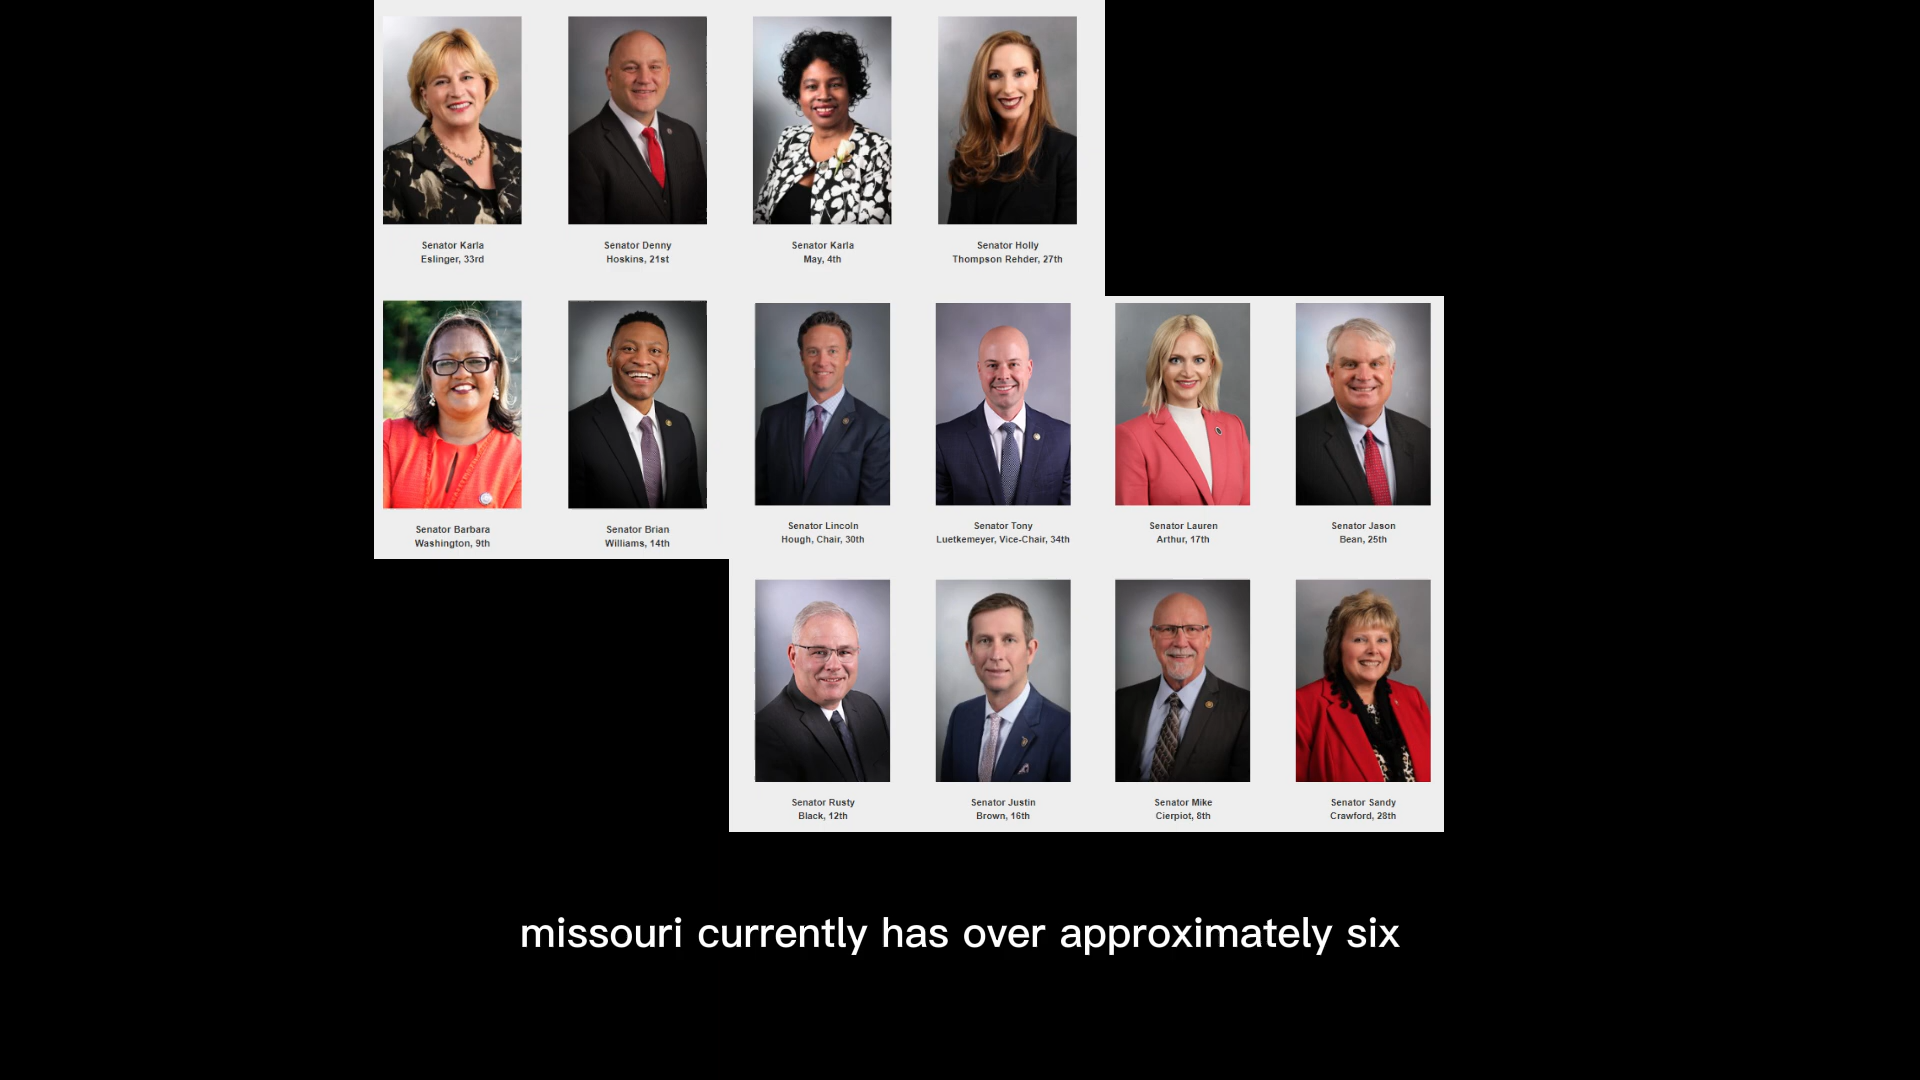 Senator Karla
Eslinger, 33rd
Senator Denny
Hoskins, 21st
Senator Karla
May, 4th
Senator Holly
Thompson Rehder, 27th
Senator Barbara
Washington, 9th
Senator Brian
Williams, 14th
Senator Lincoln
Hough, Chair, 30th
Senator Tony
Luetkemeyer, Vice-Chair, 34th
Senator Lauren
Arthur, 17th
Senator Jason
Bean, 25th
Senator Rusty
Black, 12th
Senator Justin
Brown, 16th
Senator Mike
Cierpiot, 8th
Senator Sandy
Crawford, 28th
missouri currently has over approximately six